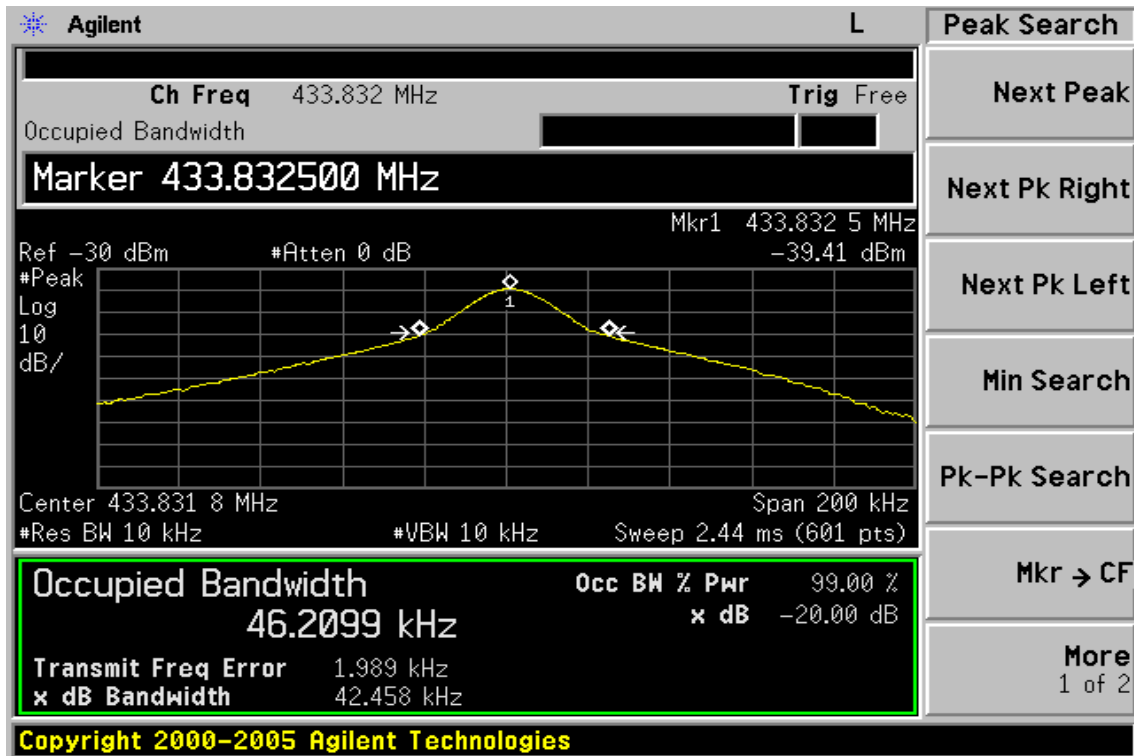 Agilent L Peak Search
Ch Freq 433.832 MHz Trig Free
Occupied Bandwidth
Marker 433.832500 MHz
Mkr1 433.832 5 MHz
Ref -30 dBm #Atten 0 dB -39.41 dBm
#Peak
Log
10
dB/
1
Center 433.831 8 MHz Span 200 kHz
#Res BW 10 kHz #VBW 10 kHz Sweep 2.44 ms (601 pts)
Occupied Bandwidth Occ BW % Pwr 99.00 %
46.2099 kHz x dB -20.00 dB
Transmit Freq Error 1.989 kHz
x dB Bandwidth 42.458 kHz
Copyright 2000-2005 Agilent Technologies
Next Peak
Next Pk Right
Next Pk Left
Min Search
Pk-Pk Search
Mkr → CF
More
1 of 2